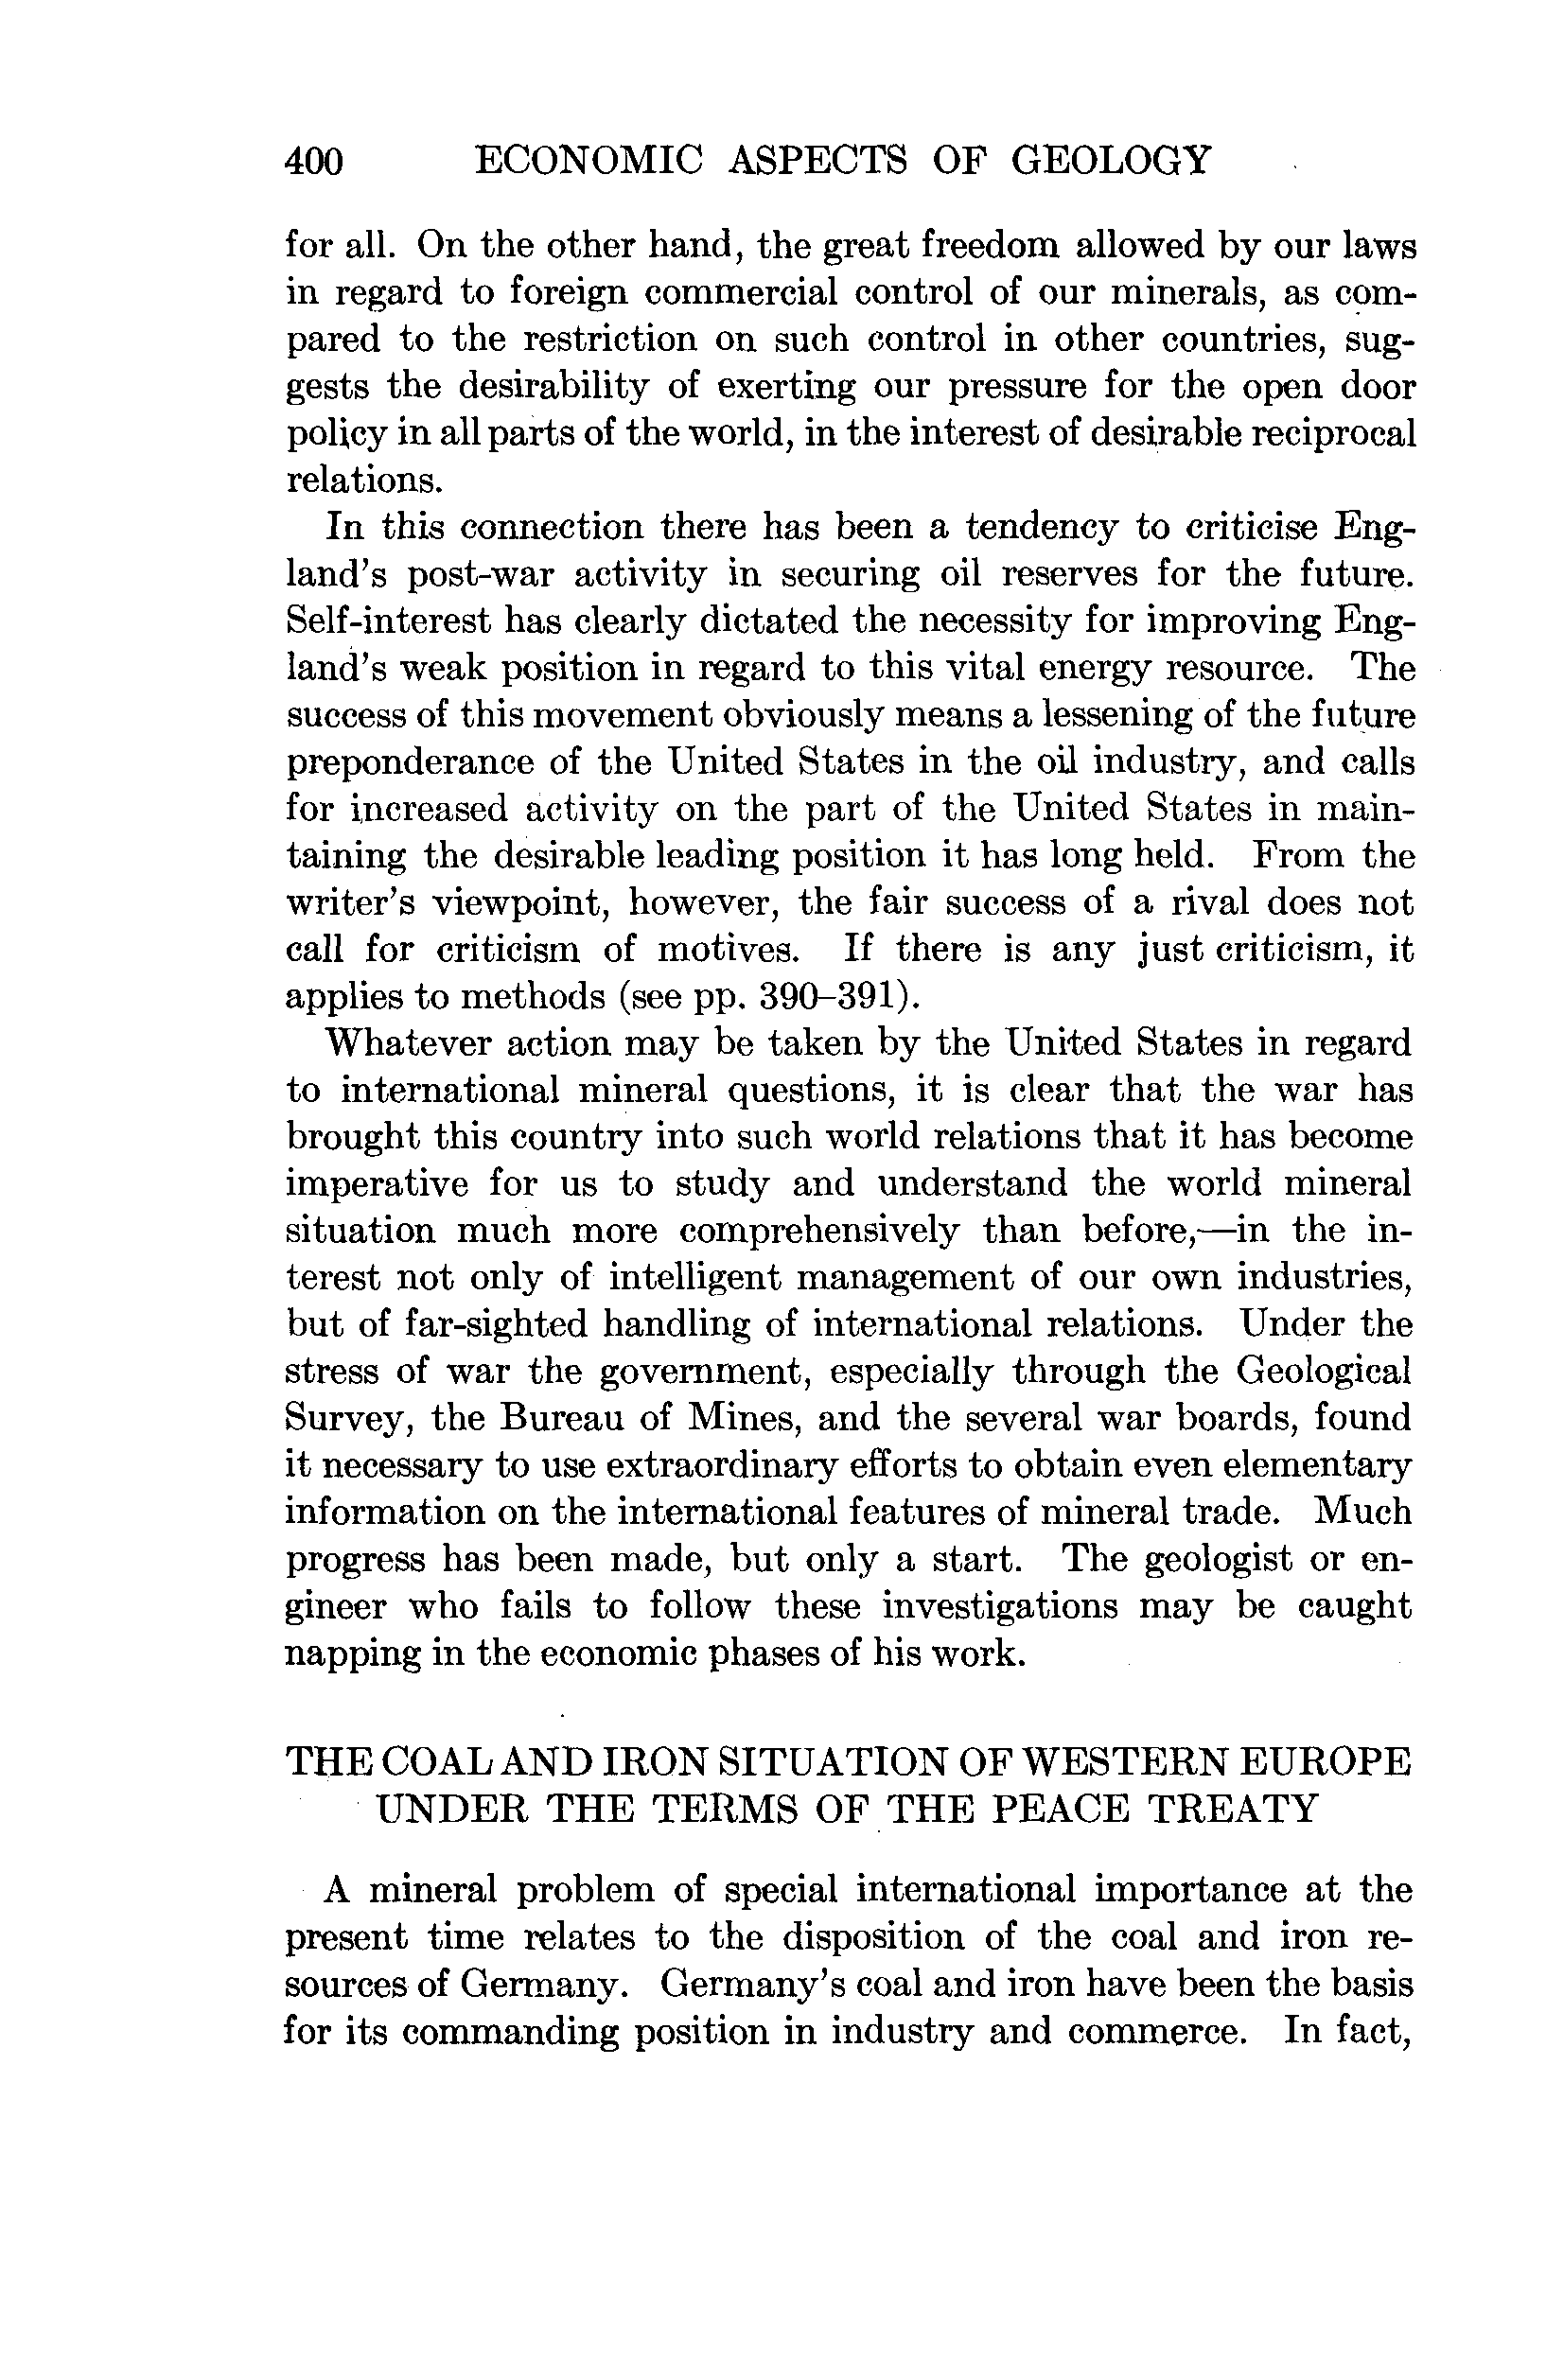 400 ECONOMIC ASPECTS OF GEOLOGY
for all. On the other hand, the great freedom allowed by our laws
in regard to foreign commercial control of our minerals, as com-
pared to the restriction on such control in other countries, sug-
gests the desirability of exerting our pressure for the open door
policy in all parts of the world, in the interest of desirable reciprocal
relations.
In this connection there has been a tendency to criticise Eng-
land's post-war activity in securing oil reserves for the future.
Self-interest has clearly dictated the necessity for improving Eng-
land's weak position in regard to this vital energy resource. The
success of this movement obviously means a lessening of the future
preponderance of the United States in the oil industry, and calls
for increased activity on the part of the United States in main-
taining the desirable leading position it has long held. From the
writer's viewpoint, however, the fair success of a rival does not
call for criticism of motives. If there is any just criticism, it
applies to methods (see pp. 390–391).
Whatever action may be taken by the United States in regard
to international mineral questions, it is clear that the war has
brought this country into such world relations that it has become
imperative for us to study and understand the world mineral
situation much more comprehensively than before,—in the in-
terest not only of intelligent management of our own industries,
but of far-sighted handling of international relations. Under the
stress of war the government, especially through the Geological
Survey, the Bureau of Mines, and the several war boards, found
it necessary to use extraordinary efforts to obtain even elementary
information on the international features of mineral trade. Much
progress has been made, but only a start. The geologist or en-
gineer who fails to follow these investigations may be caught
napping in the economic phases of his work.
THE COAL AND IRON SITUATION OF WESTERN EUROPE
UNDER THE TERMS OF THE PEACE TREATY
A mineral problem of special international importance at the
present time relates to the disposition of the coal and iron re-
sources of Germany. Germany's coal and iron have been the basis
for its commanding position in industry and commerce. In fact,